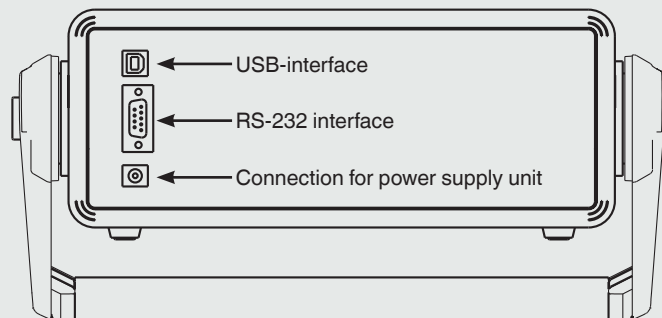 USB-interface
RS-232 interface
Connection for power supply unit